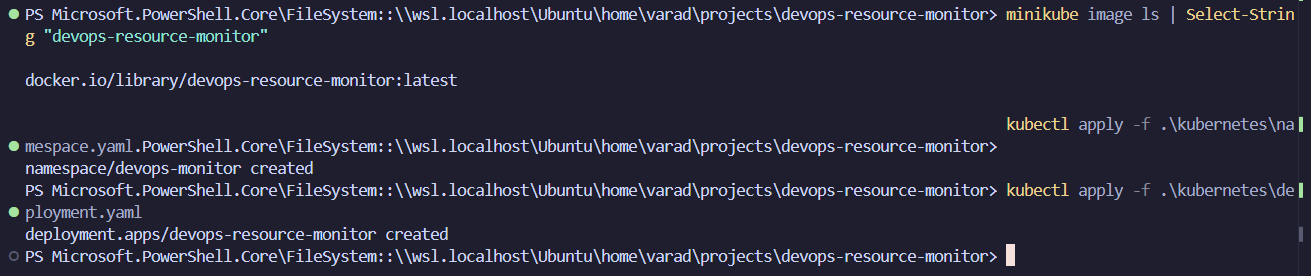 PS Microsoft.PowerShell.Core\FileSystem::\\wsl.localhost\Ubuntu\home\varad\projects\devops-resource-monitor> minikube image ls | Select-Strin
g "devops-resource-monitor"
docker.io/library/devops-resource-monitor:latest
kubectl apply -f .\kubernetes\na
mespace.yaml.PowerShell.Core\FileSystem::\\wsl.localhost\Ubuntu\home\varad\projects\devops-resource-monitor>
namespace/devops-monitor created
PS Microsoft.PowerShell.Core\FileSystem::\\wsl.localhost\Ubuntu\home\varad\projects\devops-resource-monitor> kubectl apply -f .\kubernetes\de
ployment.yaml
deployment.apps/devops-resource-monitor created
PS Microsoft.PowerShell.Core\FileSystem::\\wsl.localhost\Ubuntu\home\varad\projects\devops-resource-monitor>